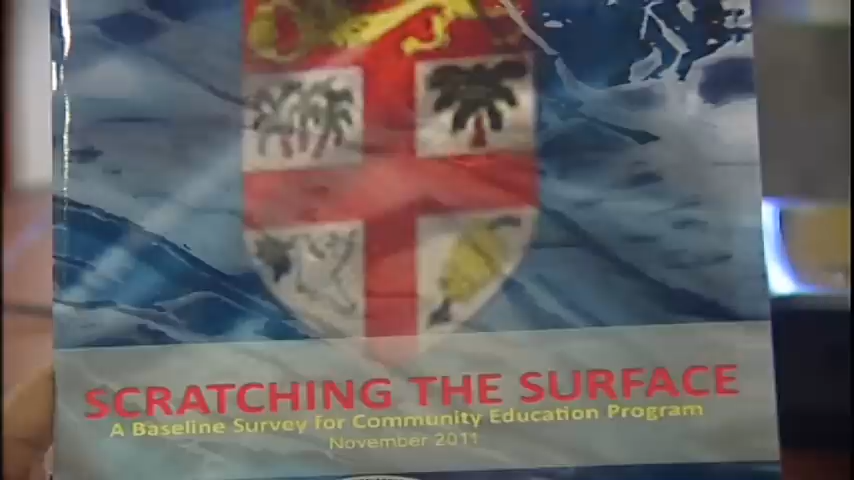 SCRATCHING THE SURFACE
A Baseline Survey for Community Education Program
November 2011